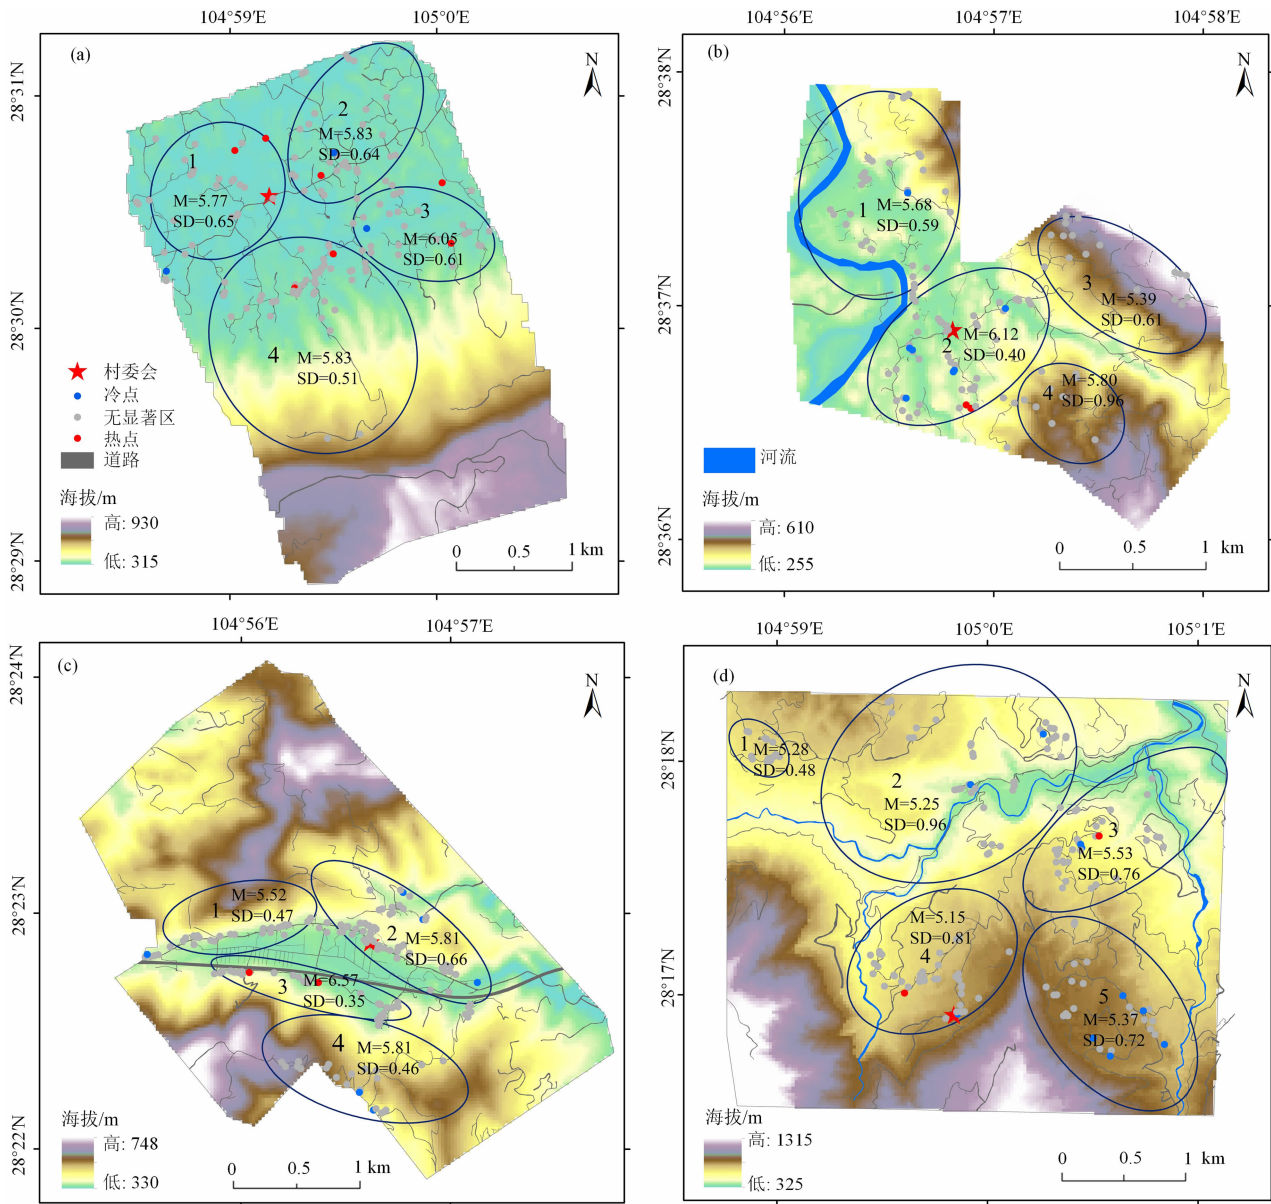 104°59′E
105°0′E
(a)
N
28°31′N
28°30′N
28°29′N
1
M=5.77
SD=0.65
2
M=5.83
SD=0.64
3
M=6.05
SD=0.61
4
M=5.83
SD=0.51
村委会
冷点
无显著区
热点
道路
海拔/m
高: 930
低: 315
0 0.5 1 km
104°56′E
104°57′E
104°58′E
(b)
N
28°38′N
28°37′N
28°36′N
1
M=5.68
SD=0.59
2
M=6.12
SD=0.40
3
M=5.39
SD=0.61
4
M=5.80
SD=0.96
河流
海拔/m
高: 610
低: 255
0 0.5 1 km
104°56′E
104°57′E
(c)
N
28°24′N
28°23′N
28°22′N
1
M=5.52
SD=0.47
2
M=5.81
SD=0.66
3
M=6.57
SD=0.35
4
M=5.81
SD=0.46
海拔/m
高: 748
低: 330
0 0.5 1 km
104°59′E
105°0′E
105°1′E
(d)
N
28°18′N
28°17′N
1
M=5.28
SD=0.48
2
M=5.25
SD=0.96
3
M=5.53
SD=0.76
M=5.15
SD=0.81
4
5
M=5.37
SD=0.72
海拔/m
高: 1315
低: 325
0 0.5 1 km